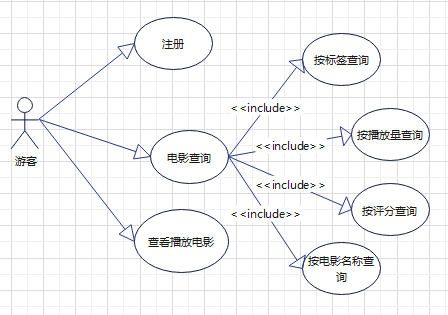 注册
按标签查询
<<include>>
按播放量查询
<<include>>
游客
电影查询
<<include>>
按评分查询
<<include>>
查看播放电影
按电影名称查
询